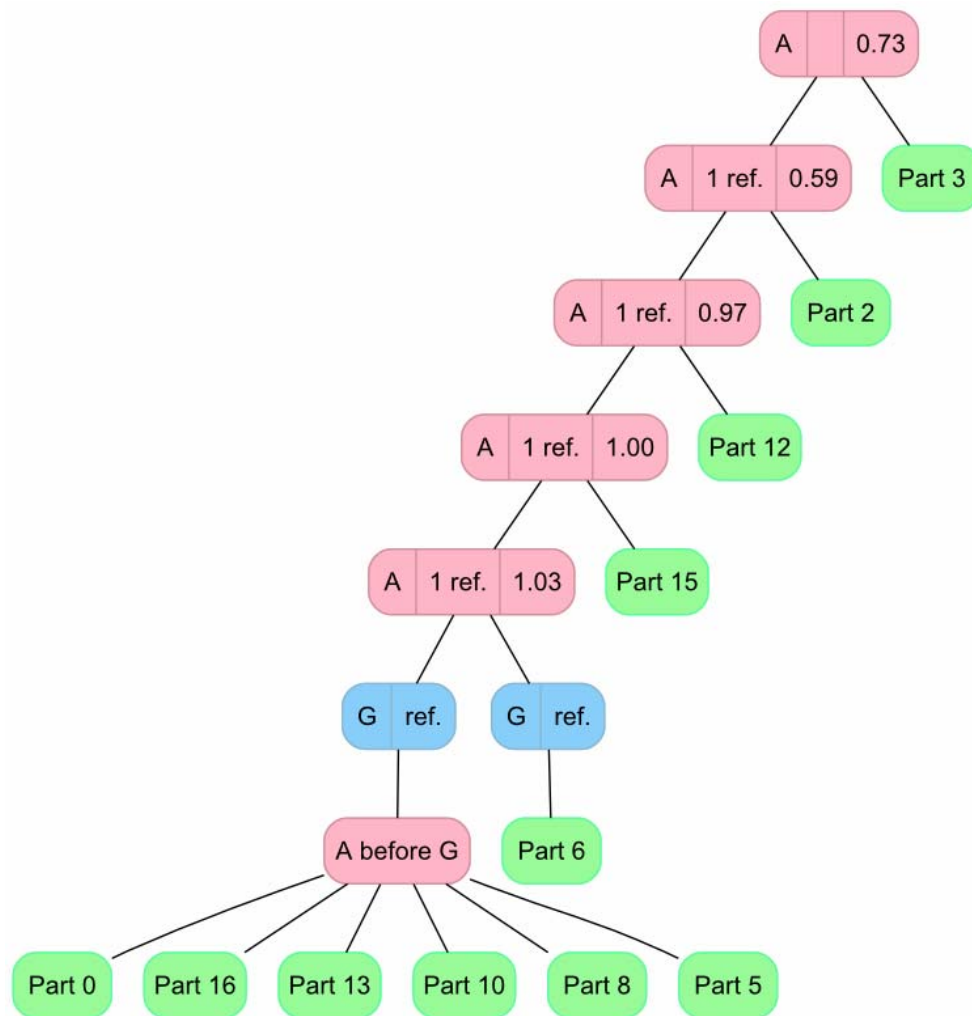 A 0.73
A 1 ref. 0.59 Part 3
A 1 ref. 0.97 Part 2
A 1 ref. 1.00 Part 12
A 1 ref. 1.03 Part 15
G ref. G ref.
A before G Part 6
Part 0 Part 16 Part 13 Part 10 Part 8 Part 5